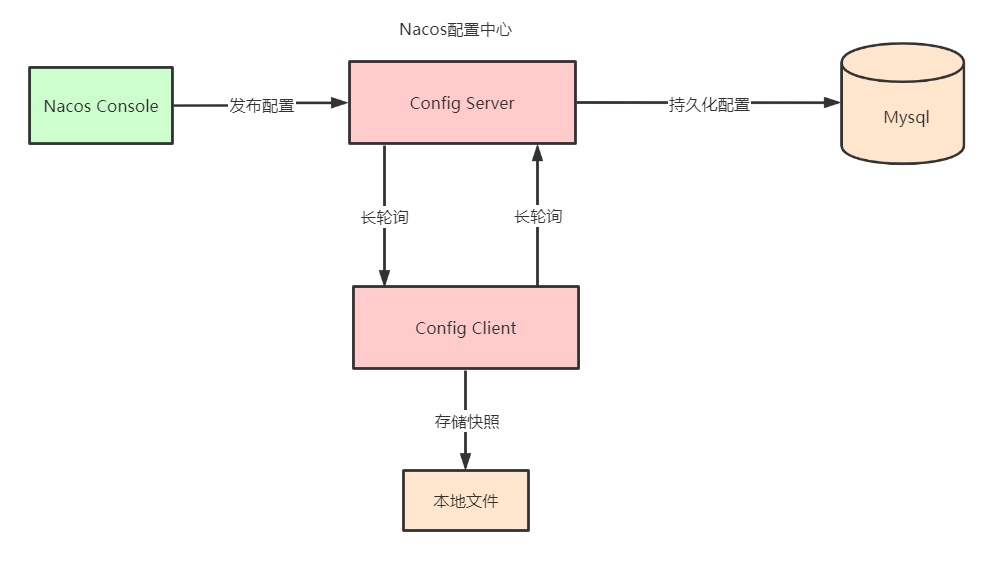 Nacos配置中心
Nacos Console
发布配置
Config Server
持久化配置
Mysql
长轮询
长轮询
Config Client
存储快照
本地文件